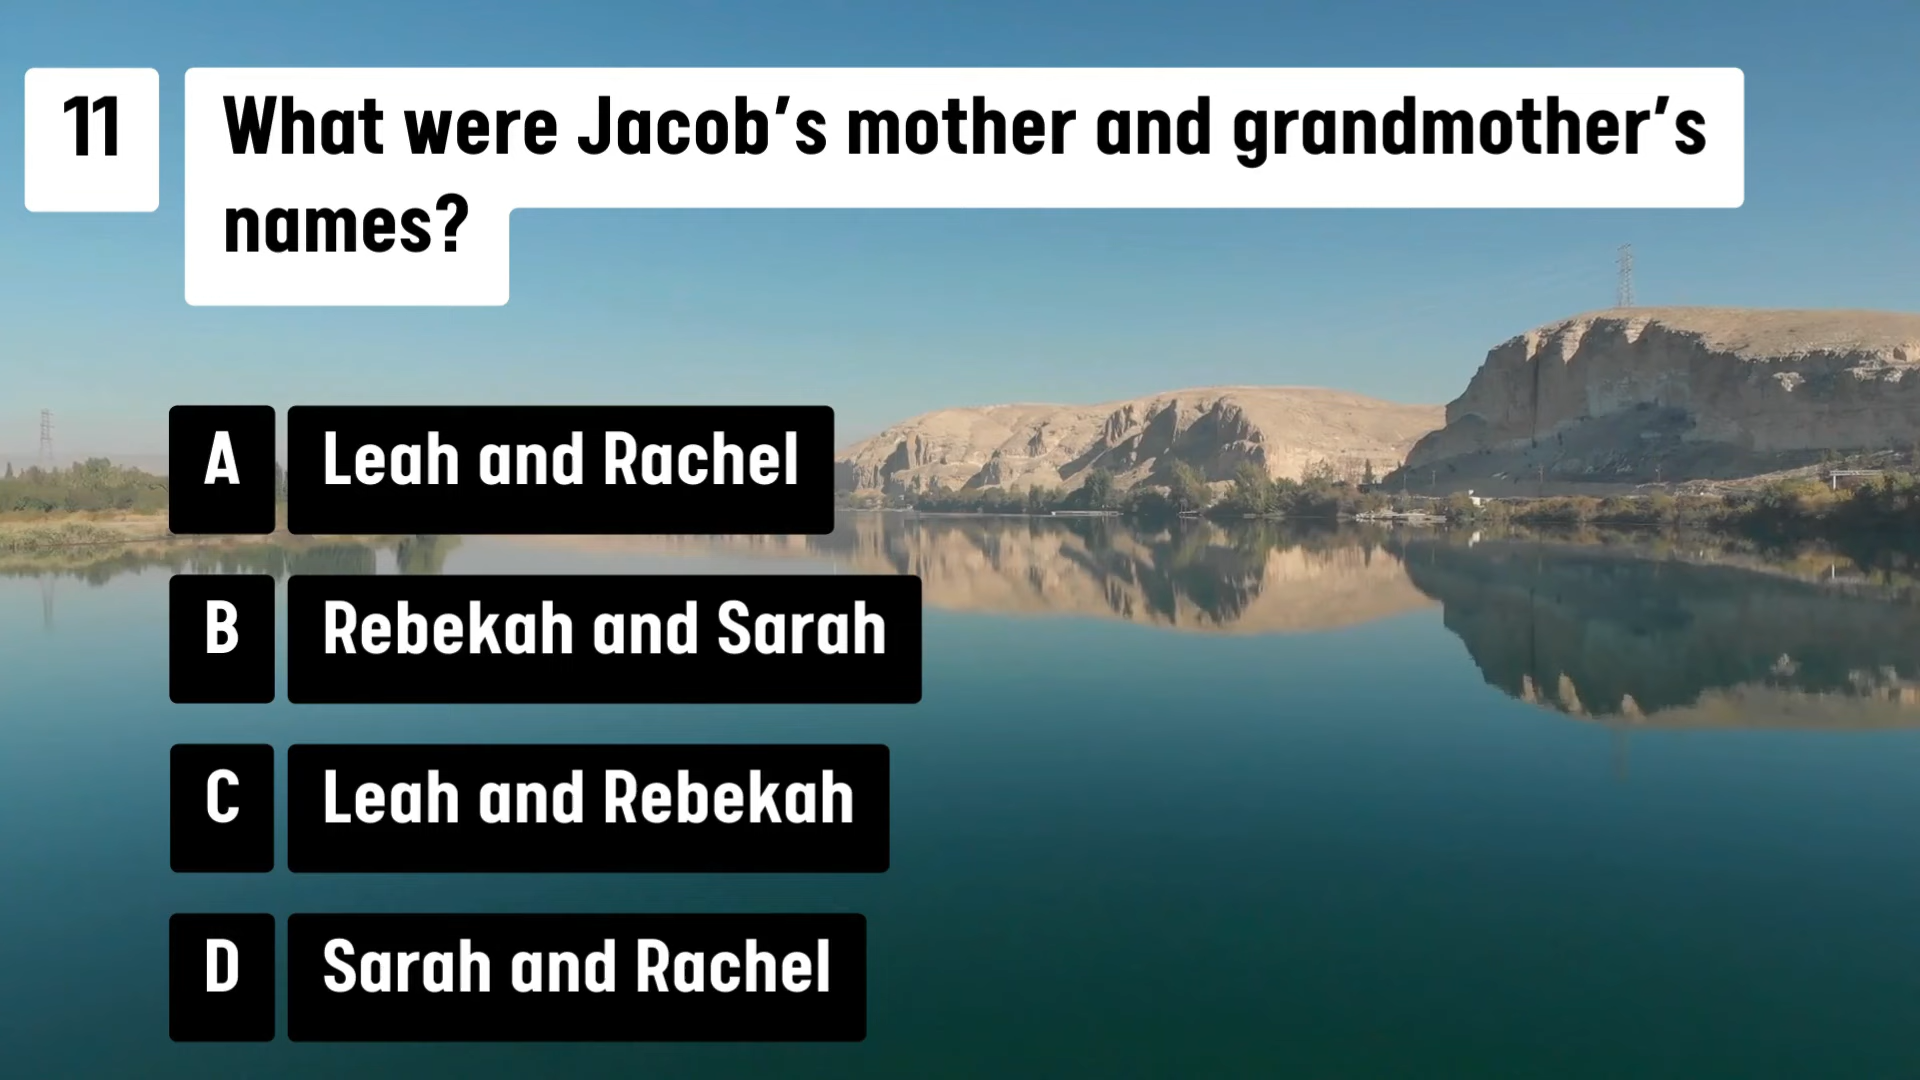 11
What were Jacob’s mother and grandmother’s
names?
A Leah and Rachel
B Rebekah and Sarah
C Leah and Rebekah
D Sarah and Rachel